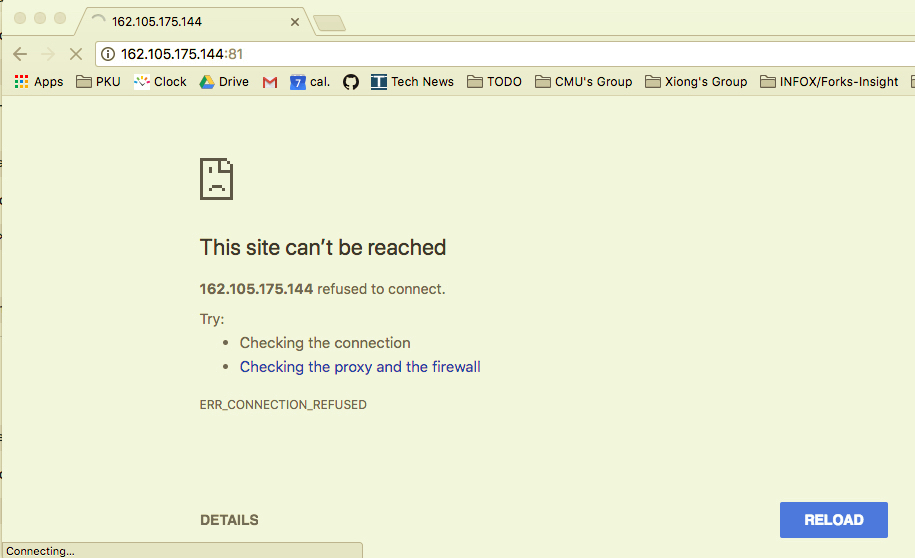 162.105.175.144
162.105.175.144:81
Apps PKU Clock Drive 7 cal. Tech News TODO CMU's Group Xiong's Group INFOX/Forks-Insight
This site can't be reached
162.105.175.144 refused to connect.
Try:
• Checking the connection
• Checking the proxy and the firewall
ERR_CONNECTION_REFUSED
DETAILS RELOAD
Connecting...